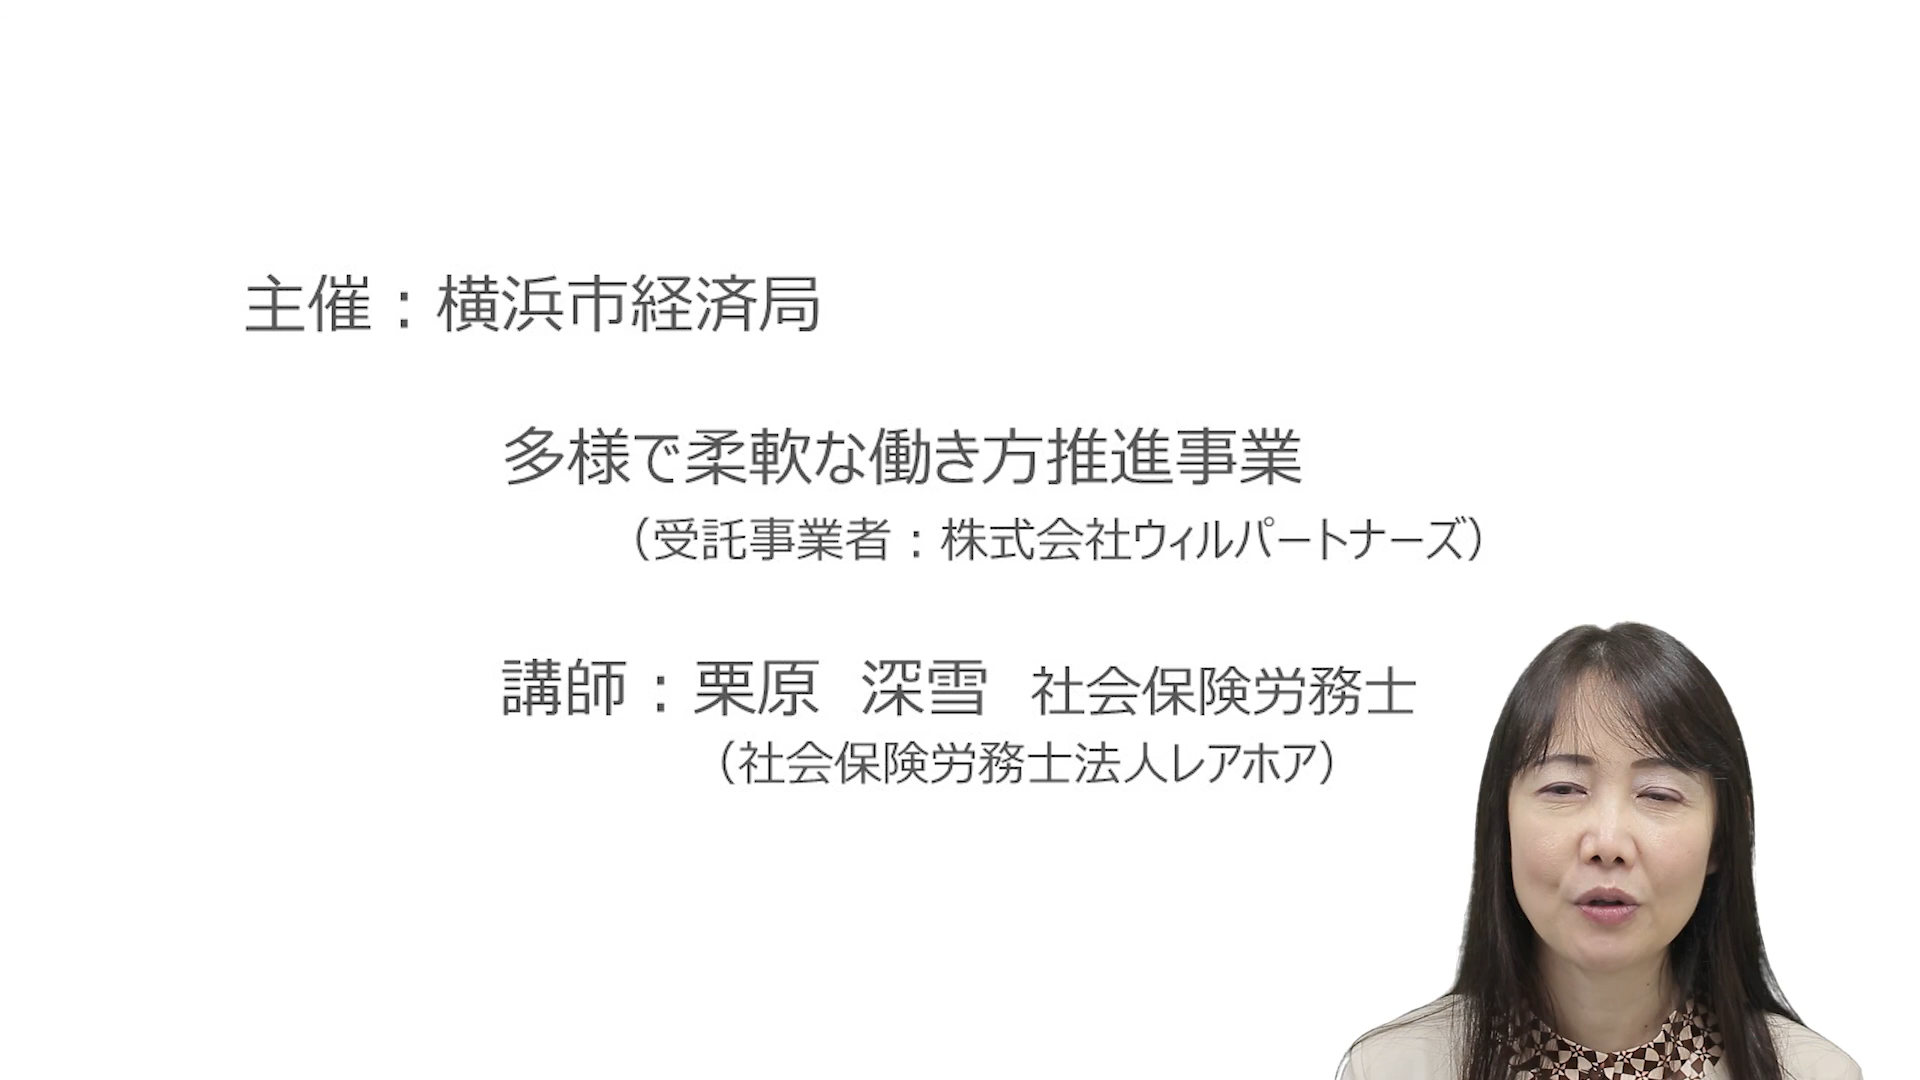 主催：横浜市経済局
多様で柔軟な働き方推進事業
（受託事業者：株式会社ウィルパートナーズ）
講師：栗原　深雪　社会保険労務士
（社会保険労務士法人レアホア）